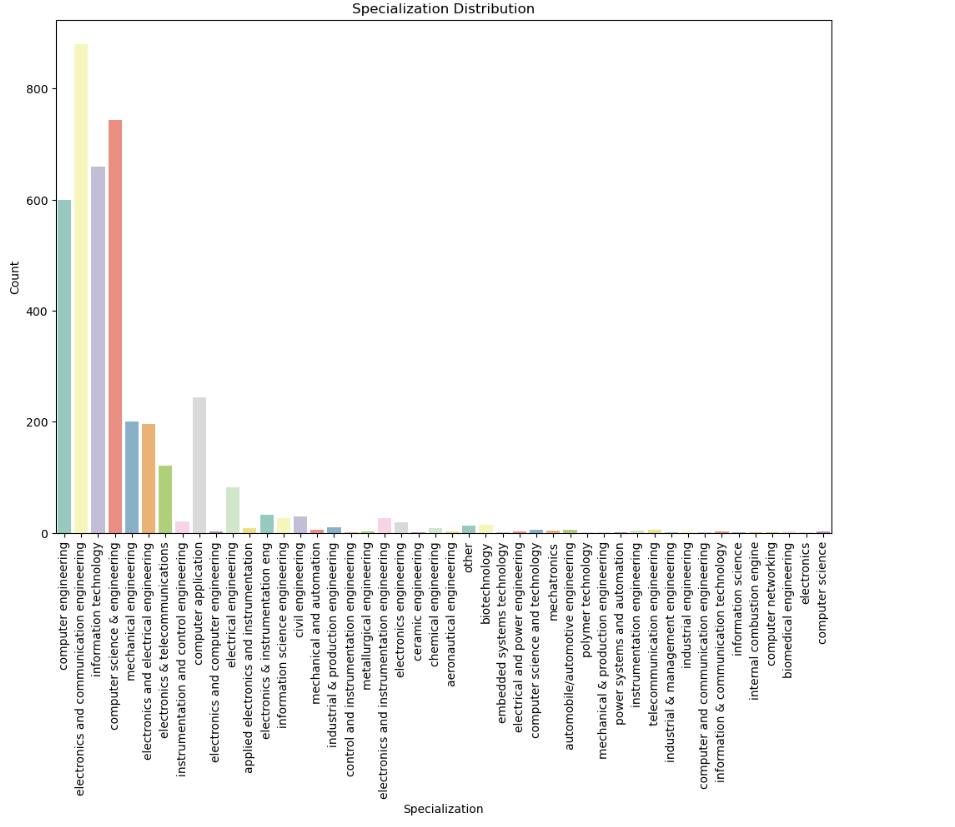 Specialization Distribution
800
600
400
200
0
Count
computer engineering
electronics and communication engineering
information technology
computer science & engineering
mechanical engineering
electronics and electrical engineering
electronics & telecommunications
instrumentation and control engineering
computer application
electronics and computer engineering
electrical engineering
applied electronics and instrumentation
electronics & instrumentation eng
information science engineering
civil engineering
mechanical and automation
industrial & production engineering
control and instrumentation engineering
metallurgical engineering
electronics and instrumentation engineering
electronics engineering
ceramic engineering
chemical engineering
aeronautical engineering
other
biotechnology
embedded systems technology
electrical and power engineering
computer science and technology
mechatronics
automobile/automotive engineering
polymer technology
mechanical & production engineering
power systems and automation
instrumentation engineering
telecommunication engineering
industrial & management engineering
industrial engineering
computer and communication engineering
information & communication technology
information science
internal combustion engine
computer networking
biomedical engineering
electronics
computer science
Specialization